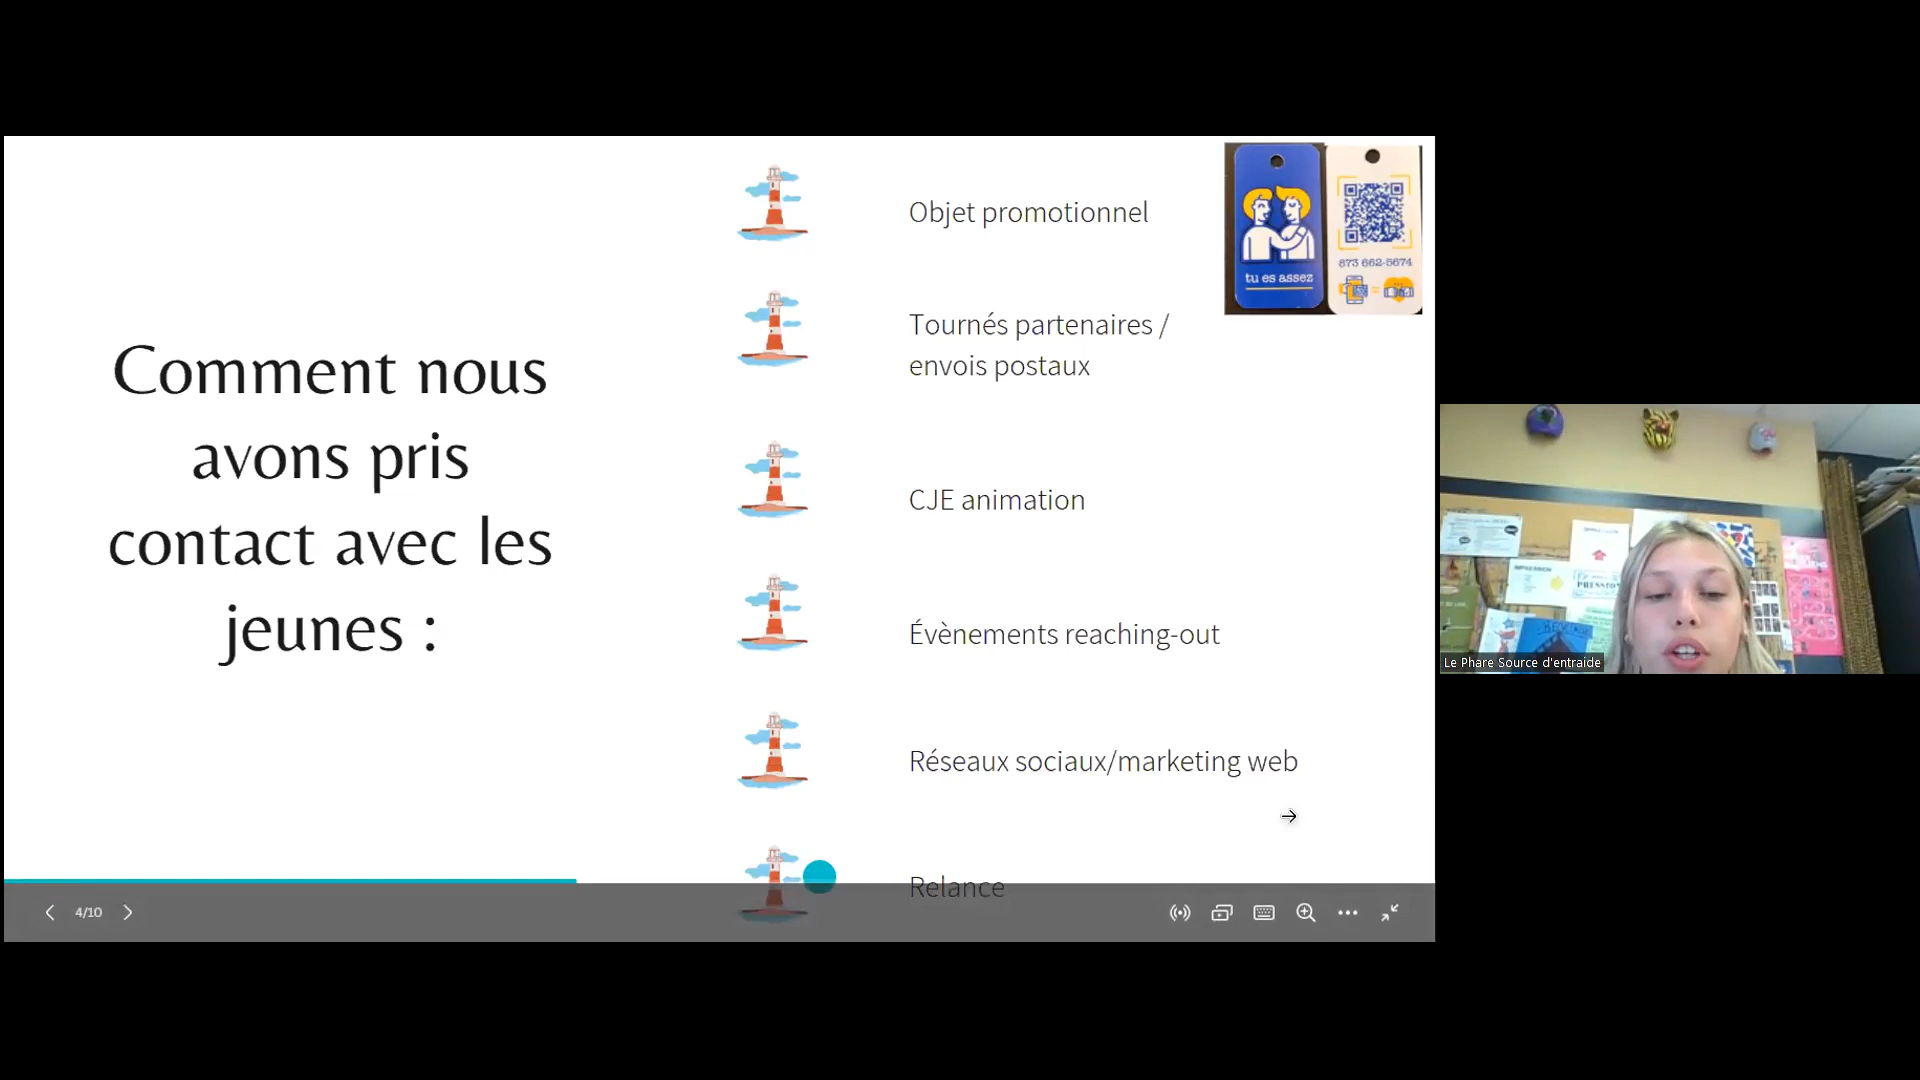 Comment nous
avons pris
contact avec les
jeunes :
Objet promotionnel
Tournés partenaires /
envois postaux
CJE animation
Évènements reaching-out
Réseaux sociaux/marketing web
Relance
tu es assez
873 662-5674
4/10
Le Phare Source d'entraide